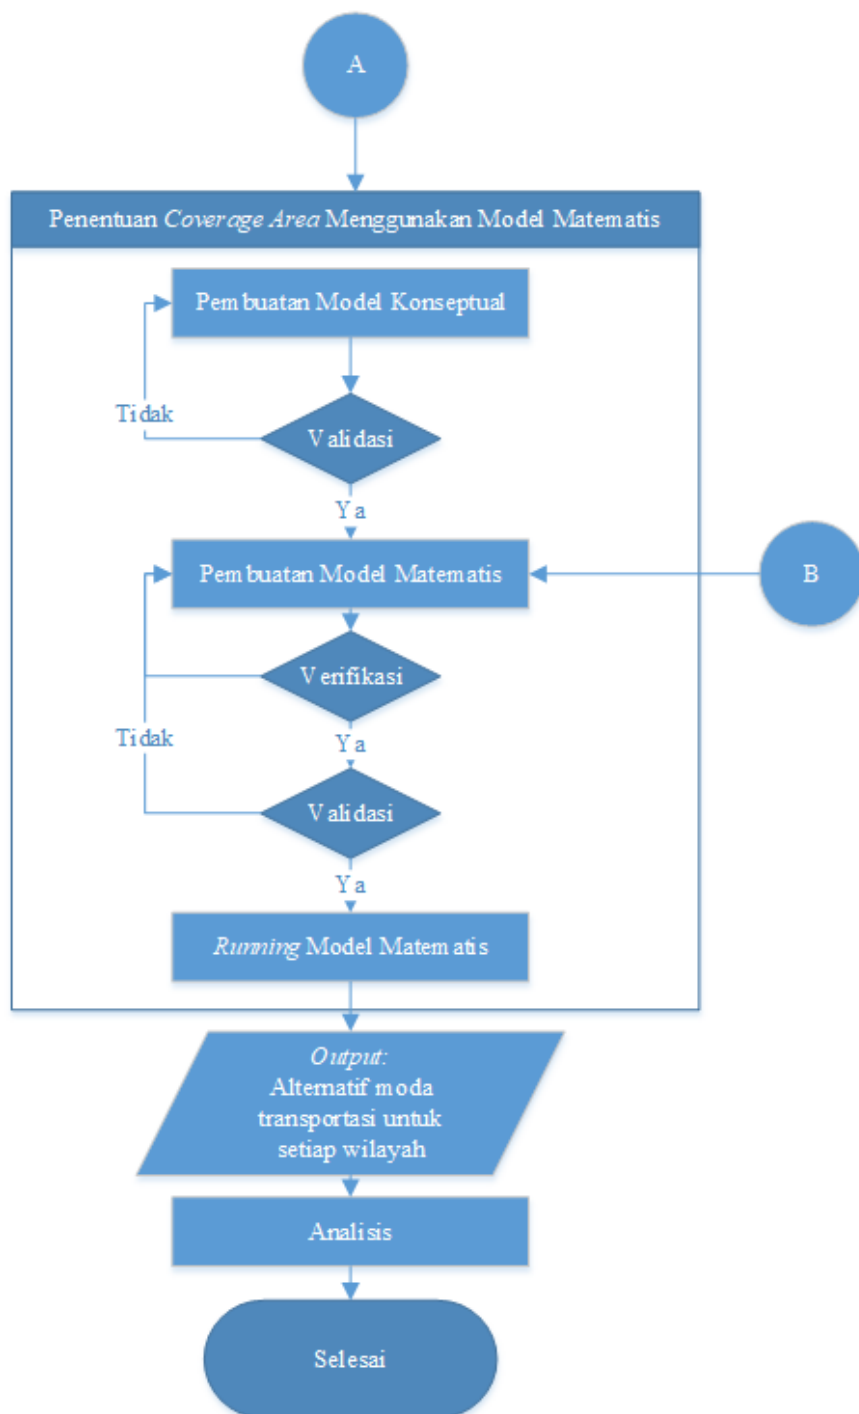 A
Penentuan Coverage Area Menggunakan Model Matematis
Pembuatan Model Konseptual
Tidak
Validasi
Ya
Pembuatan Model Matematis
B
Verifikasi
Tidak
Ya
Validasi
Ya
Running Model Matematis
Output:
Alternatif moda
transportasi untuk
setiap wilayah
Analisis
Selesai